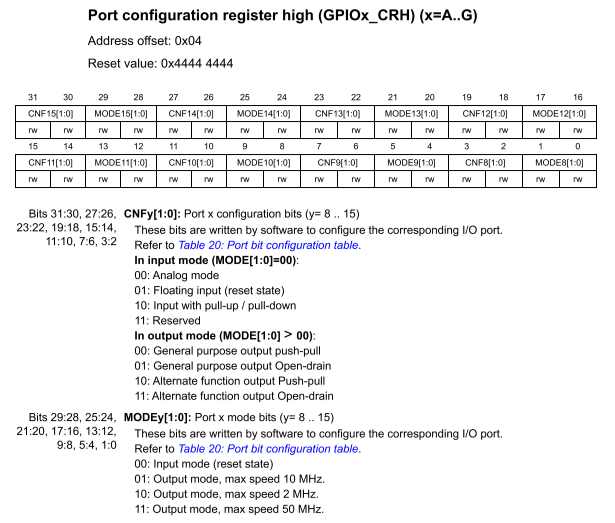 Port configuration register high (GPIOx_CRH) (x=A..G)
Address offset: 0x04
Reset value: 0x4444 4444
31 30 29 28 27 26 25 24 23 22 21 20 19 18 17 16
CNF15[1:0] MODE15[1:0] CNF14[1:0] MODE14[1:0] CNF13[1:0] MODE13[1:0] CNF12[1:0] MODE12[1:0]
rw rw rw rw rw rw rw rw rw rw rw rw rw rw rw rw
15 14 13 12 11 10 9 8 7 6 5 4 3 2 1 0
CNF11[1:0] MODE11[1:0] CNF10[1:0] MODE10[1:0] CNF9[1:0] MODE9[1:0] CNF8[1:0] MODE8[1:0]
rw rw rw rw rw rw rw rw rw rw rw rw rw rw rw rw
Bits 31:30, 27:26, CNFy[1:0]: Port x configuration bits (y= 8 .. 15)
23:22, 19:18, 15:14, These bits are written by software to configure the corresponding I/O port.
11:10, 7:6, 3:2 Refer to Table 20: Port bit configuration table.
In input mode (MODE[1:0]=00):
00: Analog mode
01: Floating input (reset state)
10: Input with pull-up / pull-down
11: Reserved
In output mode (MODE[1:0] > 00):
00: General purpose output push-pull
01: General purpose output Open-drain
10: Alternate function output Push-pull
11: Alternate function output Open-drain
Bits 29:28, 25:24, MODEy[1:0]: Port x mode bits (y= 8 .. 15)
21:20, 17:16, 13:12, These bits are written by software to configure the corresponding I/O port.
9:8, 5:4, 1:0 Refer to Table 20: Port bit configuration table.
00: Input mode (reset state)
01: Output mode, max speed 10 MHz.
10: Output mode, max speed 2 MHz.
11: Output mode, max speed 50 MHz.